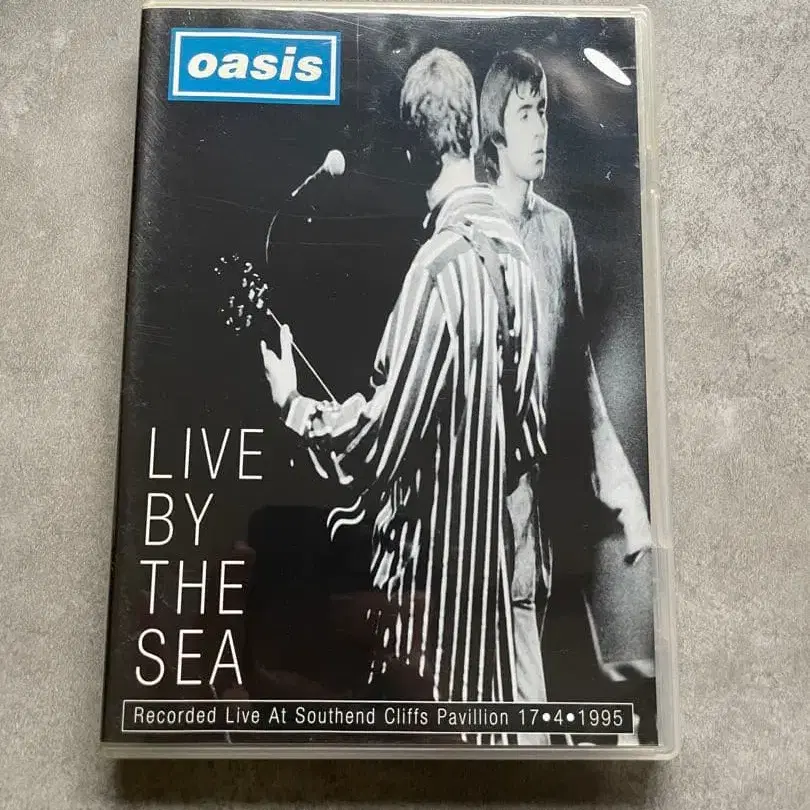 oasis
LIVE
BY
THE
SEA
Recorded Live At Southend Cliffs Pavillion 17•4•1995